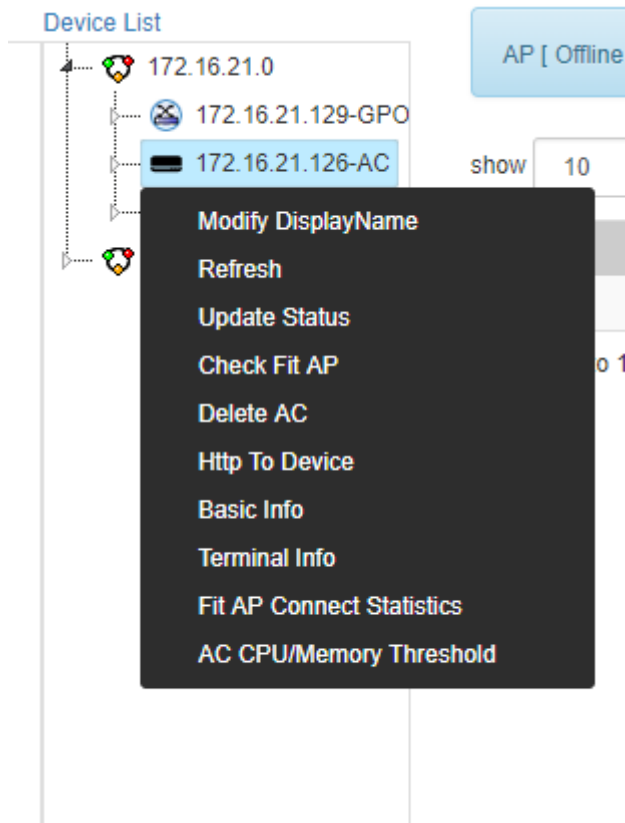 Device List
172.16.21.0
AP [ Offline
172.16.21.129-GPO
172.16.21.126-AC
show 10
Modify DisplayName
Refresh
Update Status
Check Fit AP
o 1
Delete AC
Http To Device
Basic Info
Terminal Info
Fit AP Connect Statistics
AC CPU/Memory Threshold